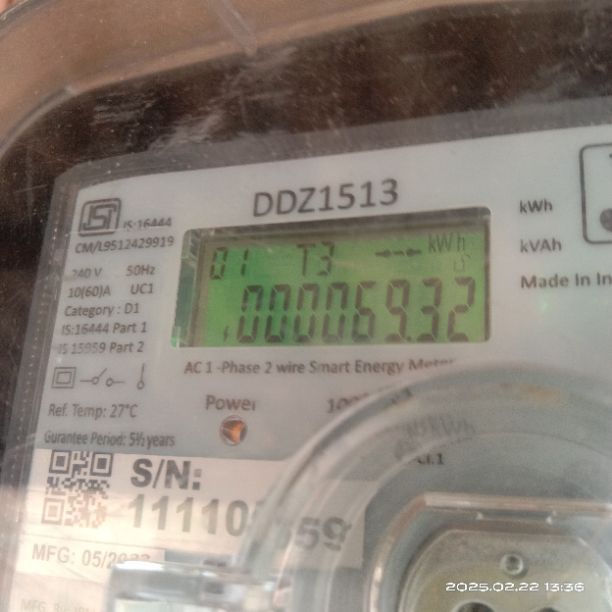 DDZ1513
IS:16444
CM/L9512429919
240 V 50Hz
10(60)A UC1
Category : D1
IS:16444 Part 1
IS 15959 Part 2
01 T3 kWh
000069.32
kWh
kVAh
Made In In
AC 1 -Phase 2 wire Smart Energy Meter
Ref. Temp: 27°C
Gurantee Period: 5½ years
Power
S/N:
MFG: 05/
2025.02.22 13:36